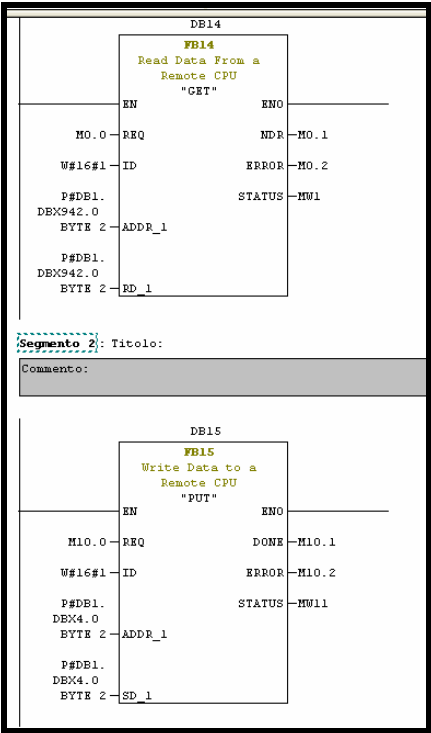 DB14
FB14
Read Data From a
Remote CPU
"GET"
EN ENO
M0.0 REQ NDR M0.1
W#16#1 ID ERROR M0.2
P#DB1. STATUS MW1
DBX942.0
BYTE 2 ADDR_1
P#DB1.
DBX942.0
BYTE 2 RD_1
Segmento 2: Titolo:
Commento:
DB15
FB15
Write Data to a
Remote CPU
"PUT"
EN ENO
M10.0 REQ DONE M10.1
W#16#1 ID ERROR M10.2
P#DB1. STATUS MW11
DBX4.0
BYTE 2 ADDR_1
P#DB1.
DBX4.0
BYTE 2 SD_1